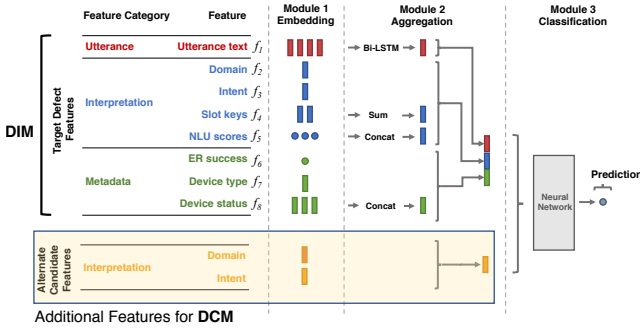 Feature Category Feature Module 1 Embedding Module 2 Aggregation Module 3 Classification
DIM
Target Defect Features
Utterance Utterance text f1 Bi-LSTM
Interpretation
Domain f2
Intent f3
Slot keys f4 Sum
NLU scores f5 Concat
Metadata
ER success f6
Device type f7
Device status f8 Concat
Neural Network
Prediction
Alternate Candidate Features
Interpretation
Domain
Intent
Additional Features for DCM